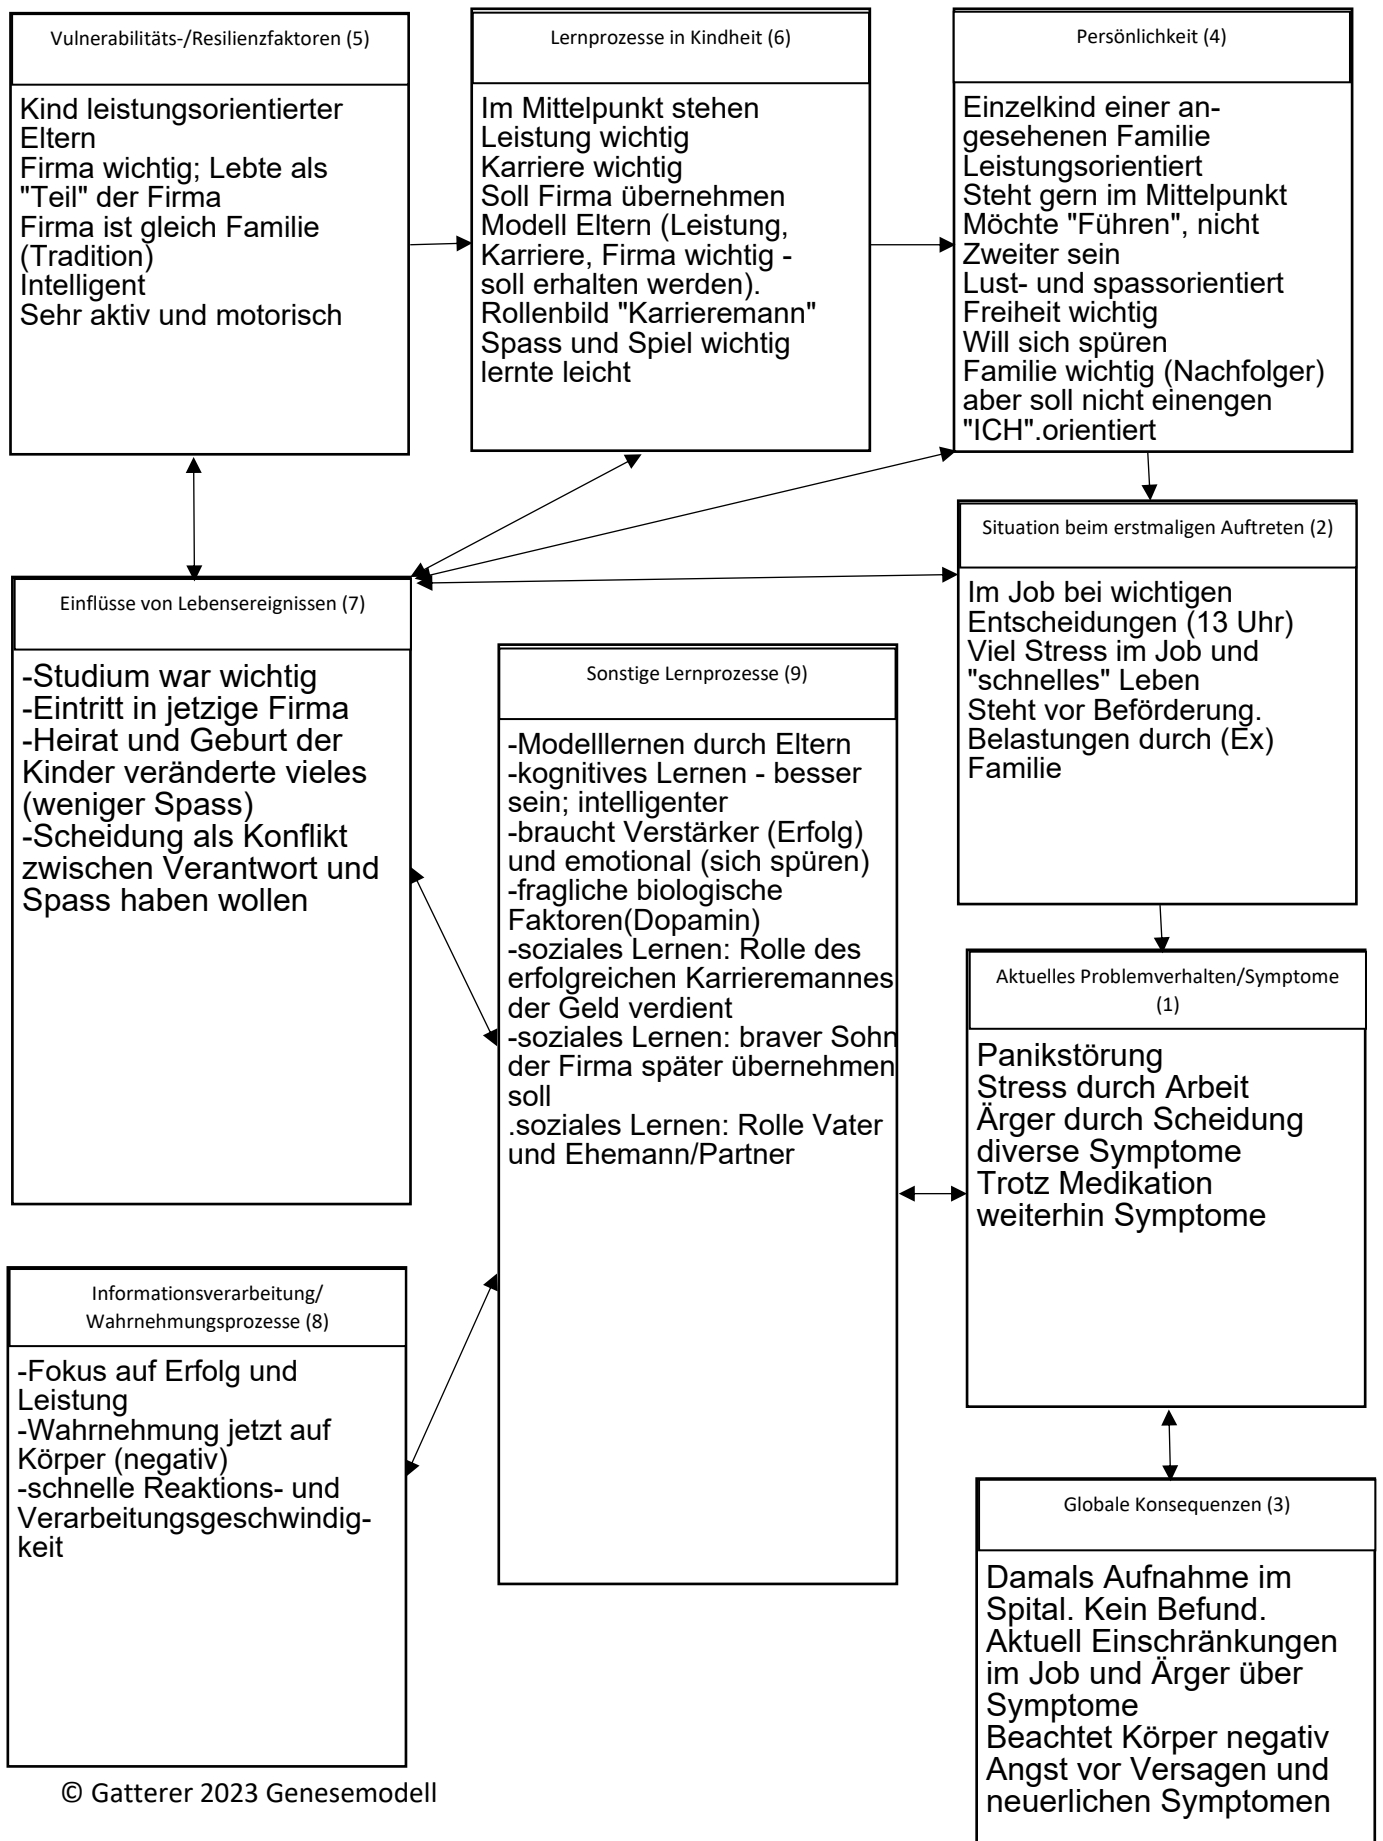 Vulnerabilitäts-/Resilienzfaktoren (5)
Kind leistungsorientierter
Eltern
Firma wichtig; Lebte als
"Teil" der Firma
Firma ist gleich Familie
(Tradition)
Intelligent
Sehr aktiv und motorisch
Lernprozesse in Kindheit (6)
Im Mittelpunkt stehen
Leistung wichtig
Karriere wichtig
Soll Firma übernehmen
Modell Eltern (Leistung,
Karriere, Firma wichtig -
soll erhalten werden).
Rollenbild "Karrieremann"
Spass und Spiel wichtig
lernte leicht
Persönlichkeit (4)
Einzelkind einer an-
gesehenen Familie
Leistungsorientiert
Steht gern im Mittelpunkt
Möchte "Führen", nicht
Zweiter sein
Lust- und spassorientiert
Freiheit wichtig
Will sich spüren
Familie wichtig (Nachfolger)
aber soll nicht einengen
"ICH".orientiert
Situation beim erstmaligen Auftreten (2)
Im Job bei wichtigen
Entscheidungen (13 Uhr)
Viel Stress im Job und
"schnelles" Leben
Steht vor Beförderung.
Belastungen durch (Ex)
Familie
Einflüsse von Lebensereignissen (7)
-Studium war wichtig
-Eintritt in jetzige Firma
-Heirat und Geburt der
Kinder veränderte vieles
(weniger Spass)
-Scheidung als Konflikt
zwischen Verantwort und
Spass haben wollen
Sonstige Lernprozesse (9)
-Modelllernen durch Eltern
-kognitives Lernen - besser
sein; intelligenter
-braucht Verstärker (Erfolg)
und emotional (sich spüren)
-fragliche biologische
Faktoren(Dopamin)
-soziales Lernen: Rolle des
erfolgreichen Karrieremannes
der Geld verdient
-soziales Lernen: braver Sohn
der Firma später übernehmen
soll
.soziales Lernen: Rolle Vater
und Ehemann/Partner
Aktuelles Problemverhalten/Symptome
(1)
Panikstörung
Stress durch Arbeit
Ärger durch Scheidung
diverse Symptome
Trotz Medikation
weiterhin Symptome
Informationsverarbeitung/
Wahrnehmungsprozesse (8)
-Fokus auf Erfolg und
Leistung
-Wahrnehmung jetzt auf
Körper (negativ)
-schnelle Reaktions- und
Verarbeitungsgeschwindig-
keit
Globale Konsequenzen (3)
Damals Aufnahme im
Spital. Kein Befund.
Aktuell Einschränkungen
im Job und Ärger über
Symptome
Beachtet Körper negativ
Angst vor Versagen und
neuerlichen Symptomen
© Gatterer 2023 Genesemodell